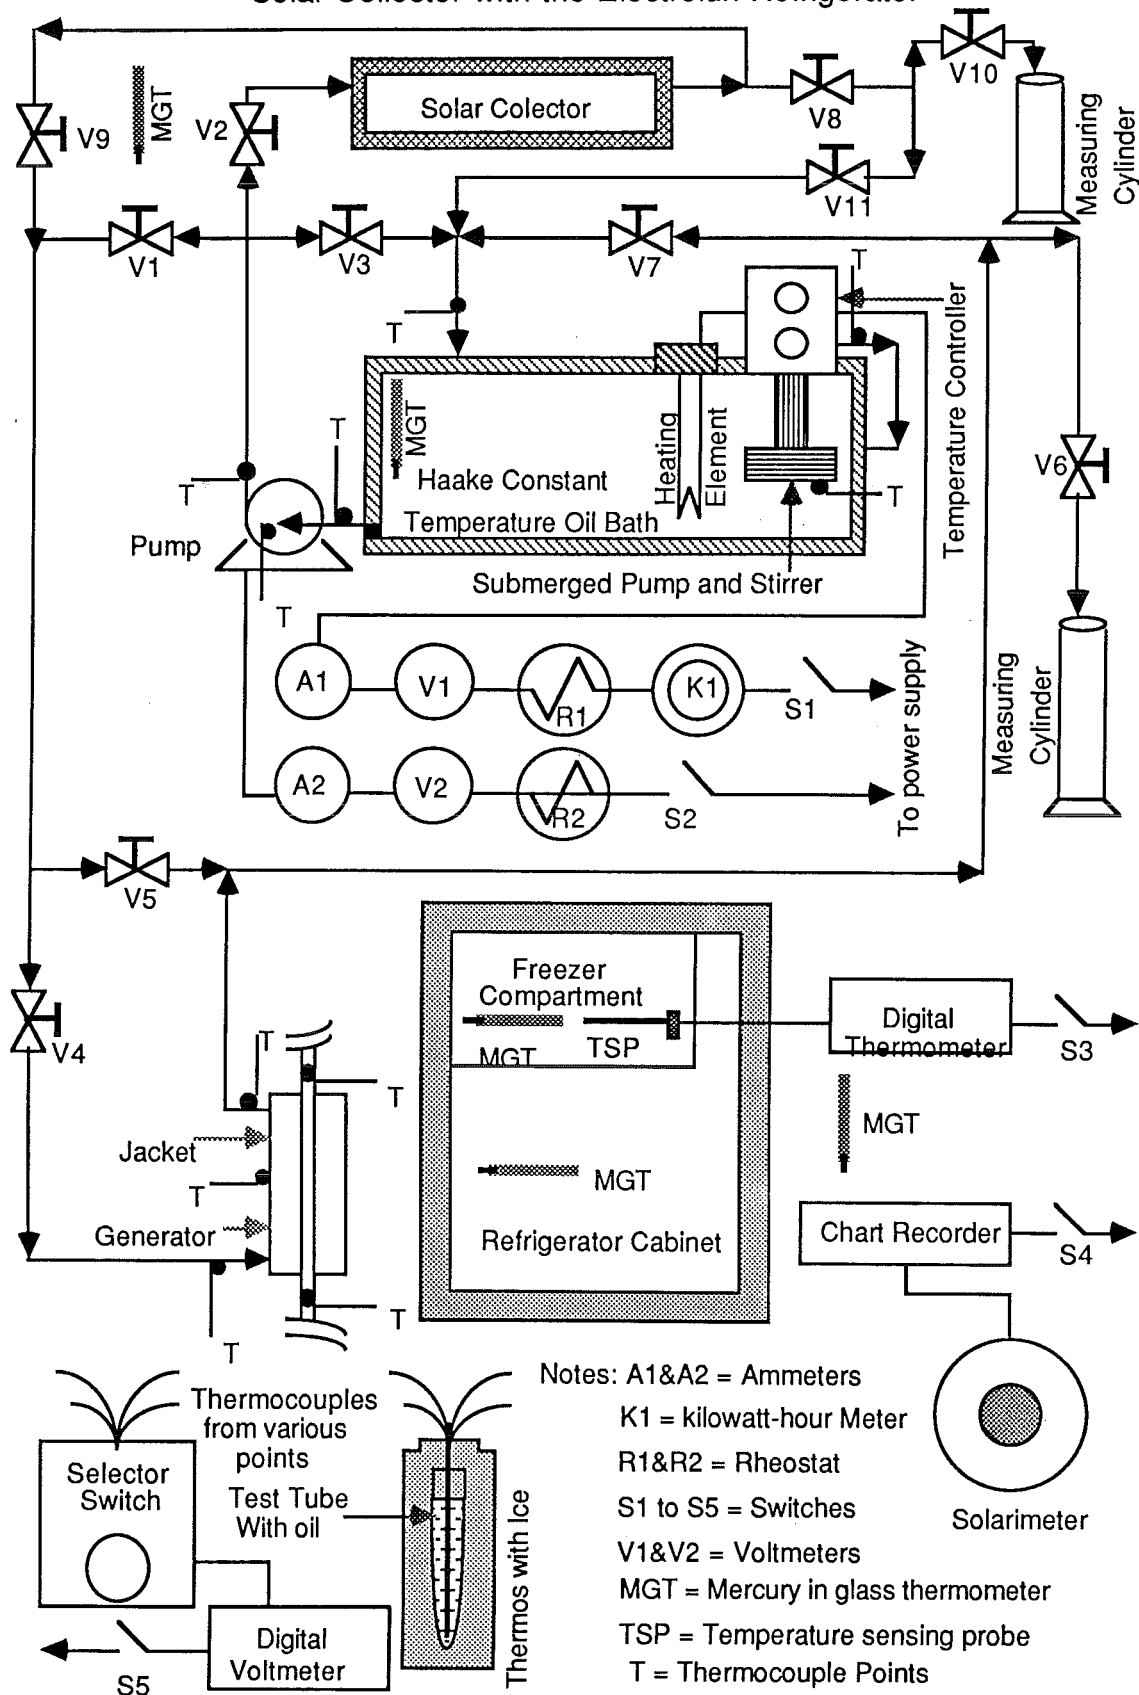 Solar Collector with the Electrolux Refrigerator
V10
V9
MGT
V2
Solar Colector
V8
Measuring
Cylinder
V11
V1
V3
V7
T
T
Temperature Controller
MGT
T
Heating
Element
V6
T
Haake Constant
Temperature Oil Bath
T
Pump
Submerged Pump and Stirrer
T
A1
V1
R1
K1
S1
To power supply
Measuring
Cylinder
A2
V2
R2
S2
V5
Freezer
Compartment
MGT
TSP
Digital
Thermometer
S3
V4
T
T
MGT
Jacket
T
MGT
Generator
Refrigerator Cabinet
Chart Recorder
S4
T
T
Thermocouples
from various
points
Selector
Switch
Test Tube
With oil
Thermos with Ice
Digital
Voltmeter
S5
Notes: A1&A2 = Ammeters
K1 = kilowatt-hour Meter
R1&R2 = Rheostat
S1 to S5 = Switches
V1&V2 = Voltmeters
MGT = Mercury in glass thermometer
TSP = Temperature sensing probe
T = Thermocouple Points
Solarimeter